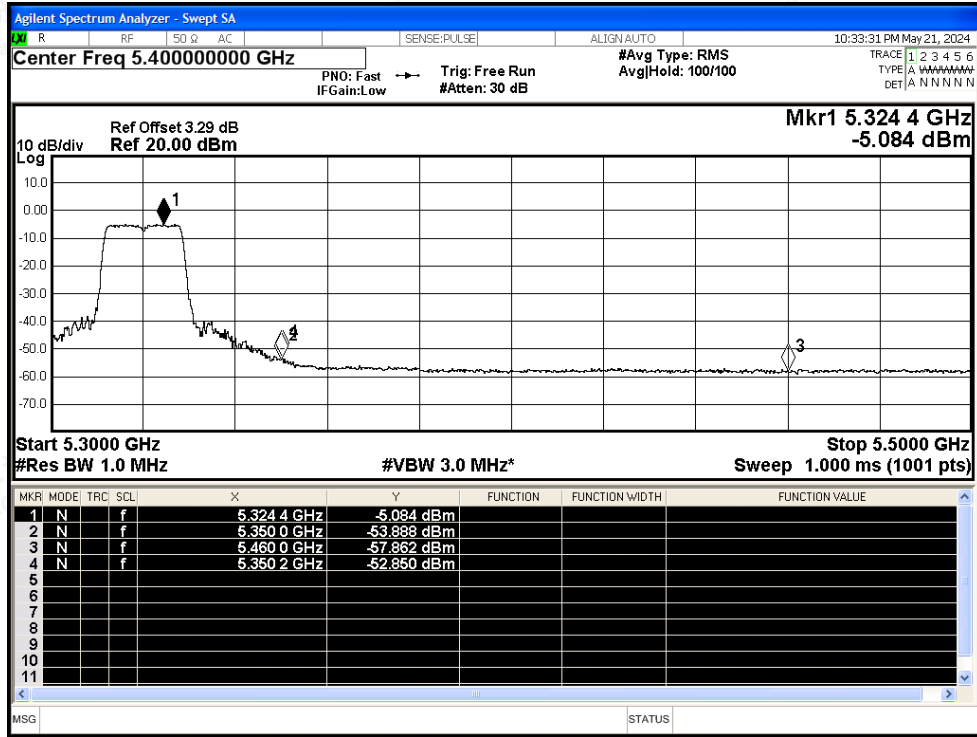 Agilent Spectrum Analyzer - Swept SA
LXI R RF 50 Ω AC SENSE:PULSE ALIGN AUTO 10:33:31 PM May 21, 2024
Center Freq 5.400000000 GHz
PNO: Fast
IFGain:Low
Trig: Free Run
#Atten: 30 dB
#Avg Type: RMS
Avg|Hold: 100/100
TRACE 1 2 3 4 5 6
TYPE A WWWWW
DET A N N N N N
Mkr1 5.324 4 GHz
-5.084 dBm
Ref Offset 3.29 dB
10 dB/div Ref 20.00 dBm
Log
10.0
0.00
-10.0
-20.0
-30.0
-40.0
-50.0
-60.0
-70.0
1
4
2
3
Start 5.3000 GHz Stop 5.5000 GHz
#Res BW 1.0 MHz #VBW 3.0 MHz* Sweep 1.000 ms (1001 pts)
MKR MODE TRC SCL X Y FUNCTION FUNCTION WIDTH FUNCTION VALUE
1 N f 5.324 4 GHz -5.084 dBm
2 N f 5.350 0 GHz -53.888 dBm
3 N f 5.460 0 GHz -57.862 dBm
4 N f 5.350 2 GHz -52.850 dBm
5
6
7
8
9
10
11
MSG STATUS